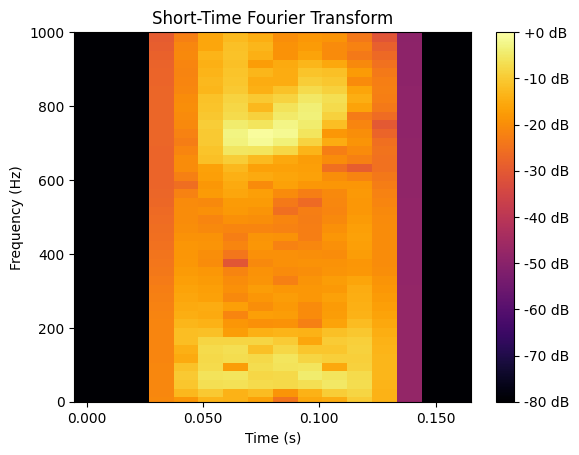 Short-Time Fourier Transform
1000
800
600
400
200
0
Frequency (Hz)
0.000
0.050
0.100
0.150
Time (s)
+0 dB
-10 dB
-20 dB
-30 dB
-40 dB
-50 dB
-60 dB
-70 dB
-80 dB